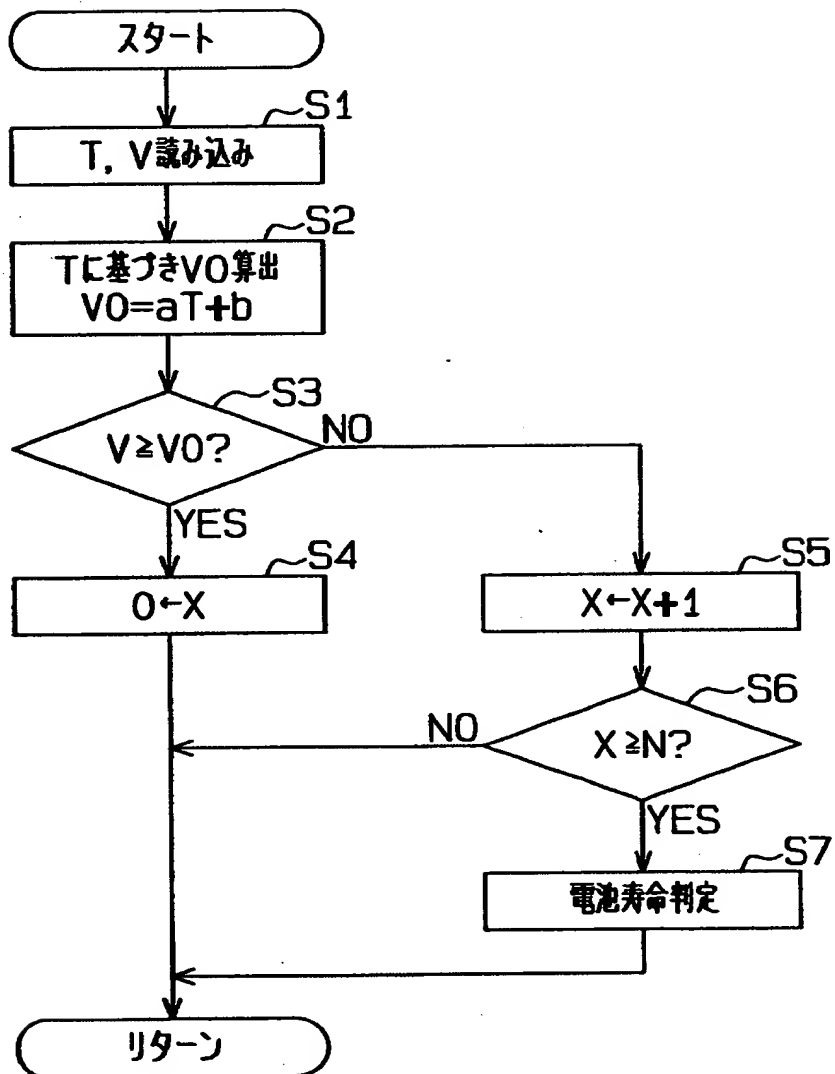 スタート
S1
T, V読み込み
S2
Tに基づきV0算出
V0=aT+b
S3
V≧V0?
NO
YES
S4
0←X
S5
X←X+1
S6
X≧N?
NO
YES
S7
電池寿命判定
リターン